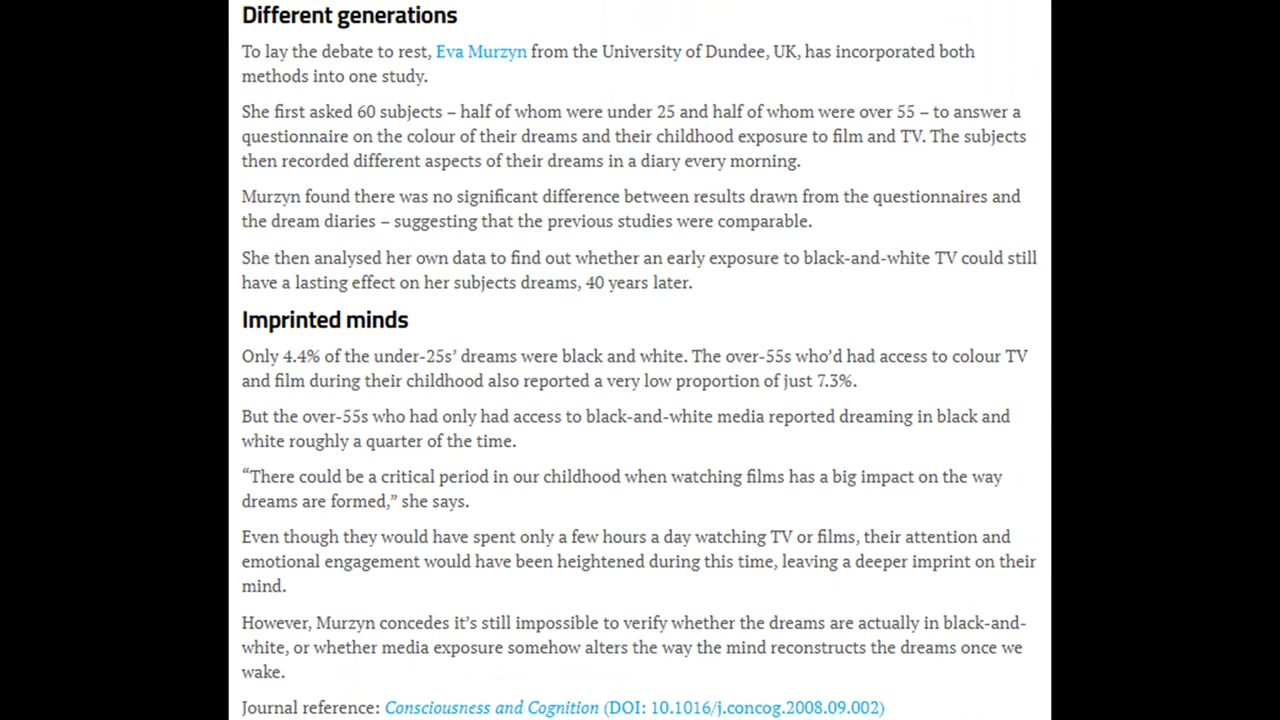 Different generations
To lay the debate to rest, Eva Murzyn from the University of Dundee, UK, has incorporated both
methods into one study.
She first asked 60 subjects – half of whom were under 25 and half of whom were over 55 – to answer a
questionnaire on the colour of their dreams and their childhood exposure to film and TV. The subjects
then recorded different aspects of their dreams in a diary every morning.
Murzyn found there was no significant difference between results drawn from the questionnaires and
the dream diaries – suggesting that the previous studies were comparable.
She then analysed her own data to find out whether an early exposure to black-and-white TV could still
have a lasting effect on her subjects dreams, 40 years later.
Imprinted minds
Only 4.4% of the under-25s’ dreams were black and white. The over-55s who’d had access to colour TV
and film during their childhood also reported a very low proportion of just 7.3%.
But the over-55s who had only had access to black-and-white media reported dreaming in black and
white roughly a quarter of the time.
“There could be a critical period in our childhood when watching films has a big impact on the way
dreams are formed,” she says.
Even though they would have spent only a few hours a day watching TV or films, their attention and
emotional engagement would have been heightened during this time, leaving a deeper imprint on their
mind.
However, Murzyn concedes it’s still impossible to verify whether the dreams are actually in black-and-
white, or whether media exposure somehow alters the way the mind reconstructs the dreams once we
wake.
Journal reference: Consciousness and Cognition (DOI: 10.1016/j.concog.2008.09.002)